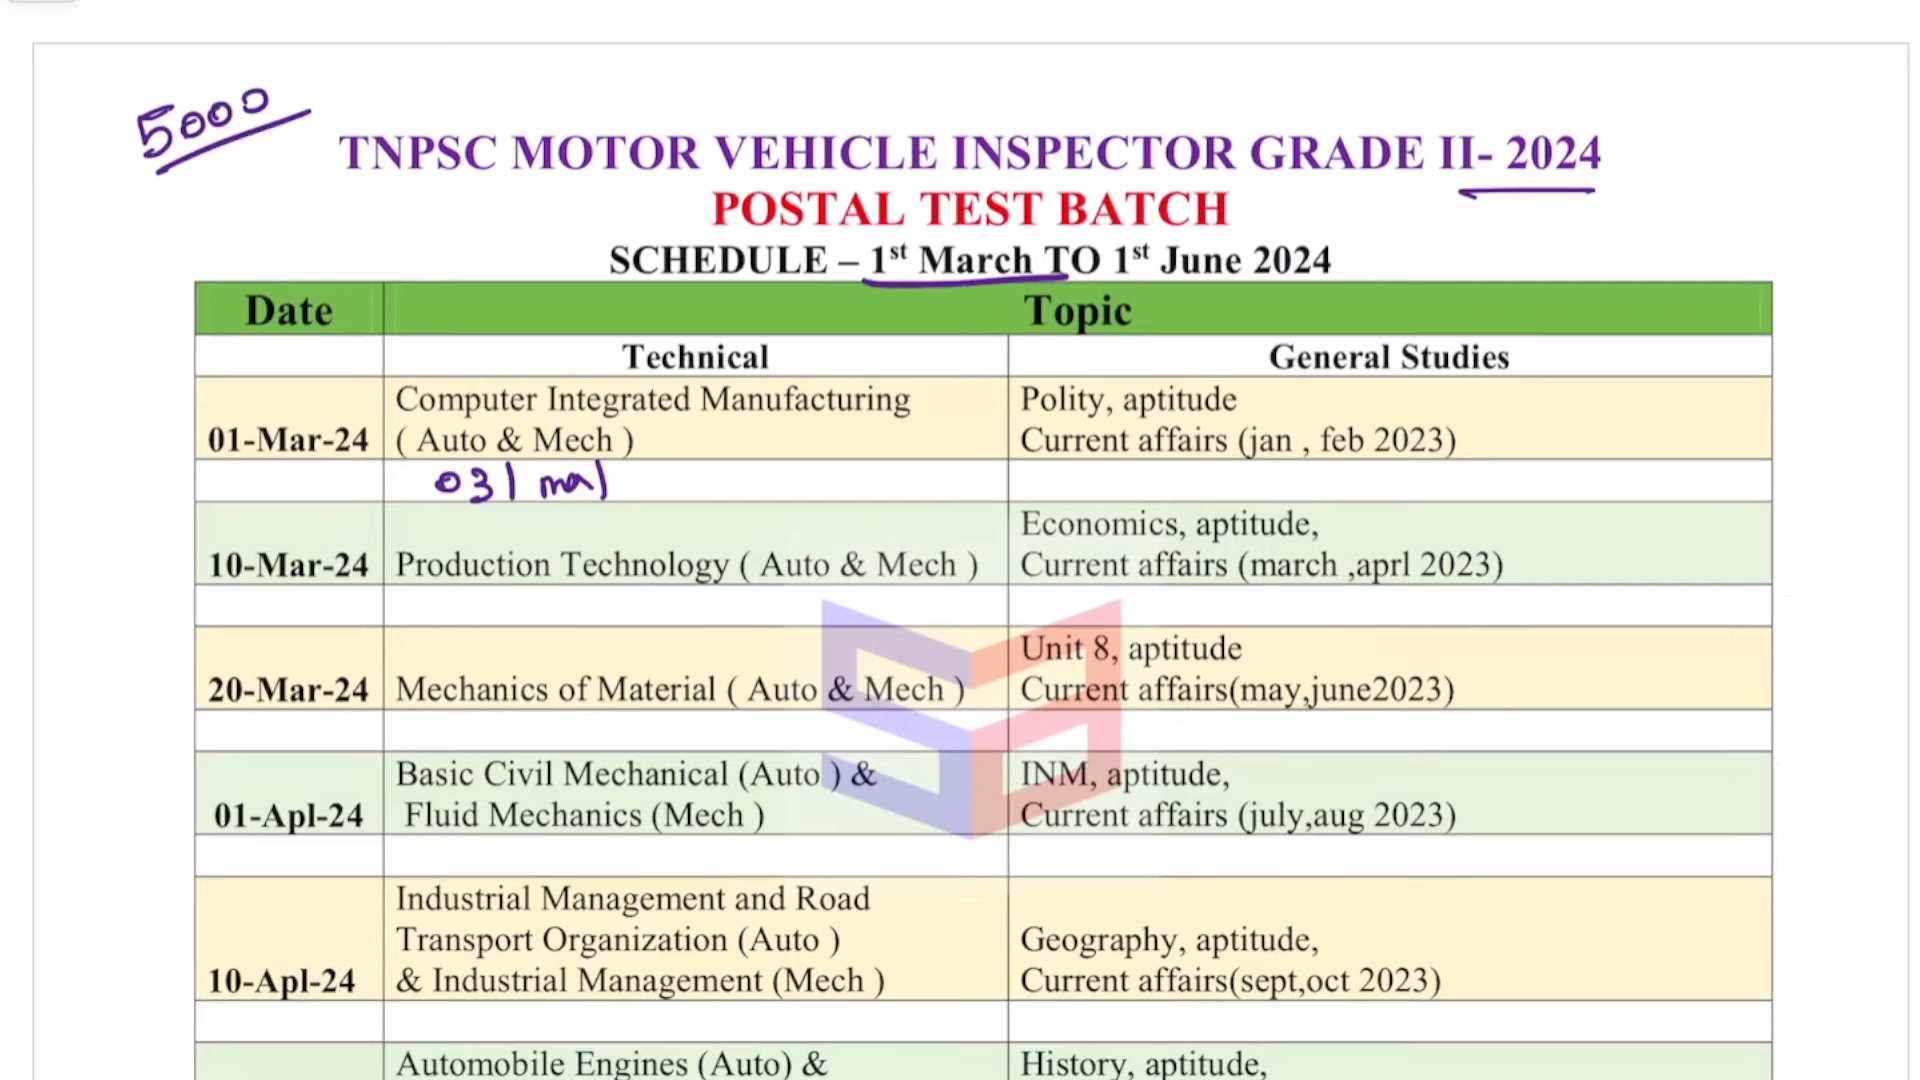 5000
TNPSC MOTOR VEHICLE INSPECTOR GRADE II- 2024
POSTAL TEST BATCH
SCHEDULE – 1st March TO 1st June 2024
Date Topic
Technical General Studies
Computer Integrated Manufacturing Polity, aptitude
01-Mar-24 ( Auto & Mech ) Current affairs (jan , feb 2023)
03/
Economics, aptitude,
10-Mar-24 Production Technology ( Auto & Mech ) Current affairs (march ,aprl 2023)
Unit 8, aptitude
20-Mar-24 Mechanics of Material ( Auto & Mech ) Current affairs(may,june2023)
Basic Civil Mechanical (Auto ) & INM, aptitude,
01-Apl-24 Fluid Mechanics (Mech ) Current affairs (july,aug 2023)
Industrial Management and Road
Transport Organization (Auto ) Geography, aptitude,
10-Apl-24 & Industrial Management (Mech ) Current affairs(sept,oct 2023)
Automobile Engines (Auto) & History, aptitude,